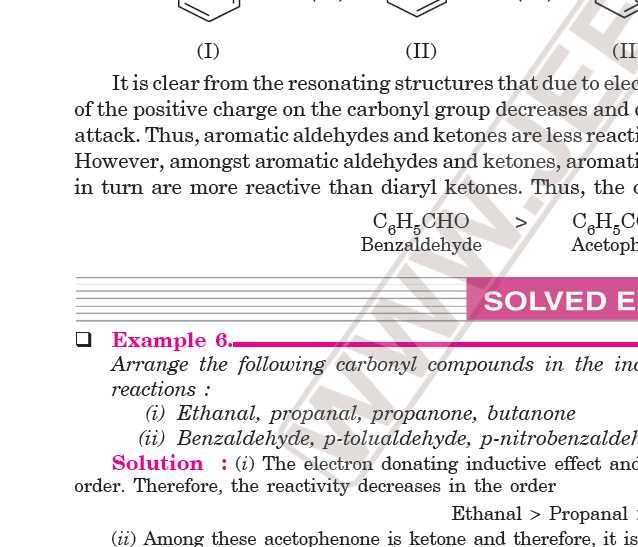 (I) (II) (II
It is clear from the resonating structures that due to elec
of the positive charge on the carbonyl group decreases and
attack. Thus, aromatic aldehydes and ketones are less reacti
However, amongst aromatic aldehydes and ketones, aromati
in turn are more reactive than diaryl ketones. Thus, the
C6H5CHO > C6H5C
Benzaldehyde Acetoph
SOLVED E
❑ Example 6.
Arrange the following carbonyl compounds in the inc
reactions :
(i) Ethanal, propanal, propanone, butanone
(ii) Benzaldehyde, p-tolualdehyde, p-nitrobenzaldeh
Solution : (i) The electron donating inductive effect and
order. Therefore, the reactivity decreases in the order
Ethanal > Propanal
(ii) Among these acetophenone is ketone and therefore, it is
WWW.JEE